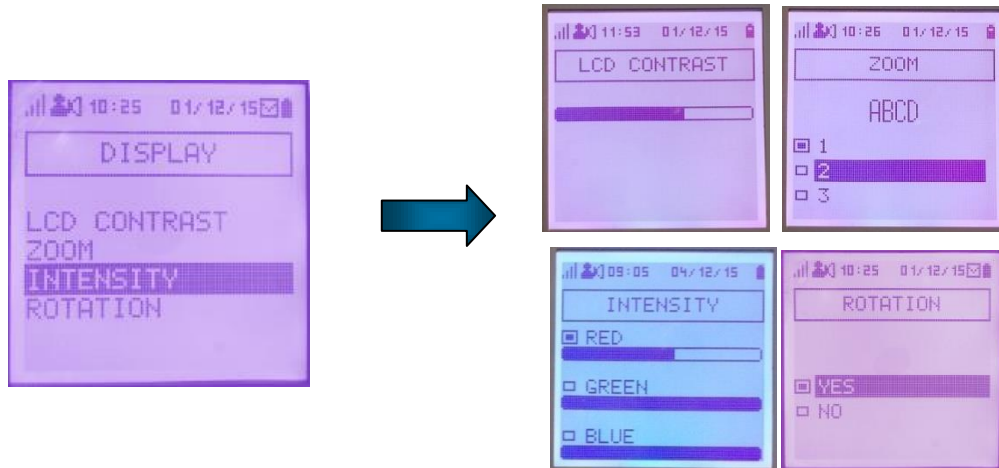 10:25 01/12/15
DISPLAY
LCD CONTRAST
ZOOM
INTENSITY
ROTATION
11:53 01/12/15
LCD CONTRAST
10:26 01/12/15
ZOOM
ABCD
1
2
3
09:05 04/12/15
INTENSITY
RED
GREEN
BLUE
10:25 01/12/15
ROTATION
YES
NO